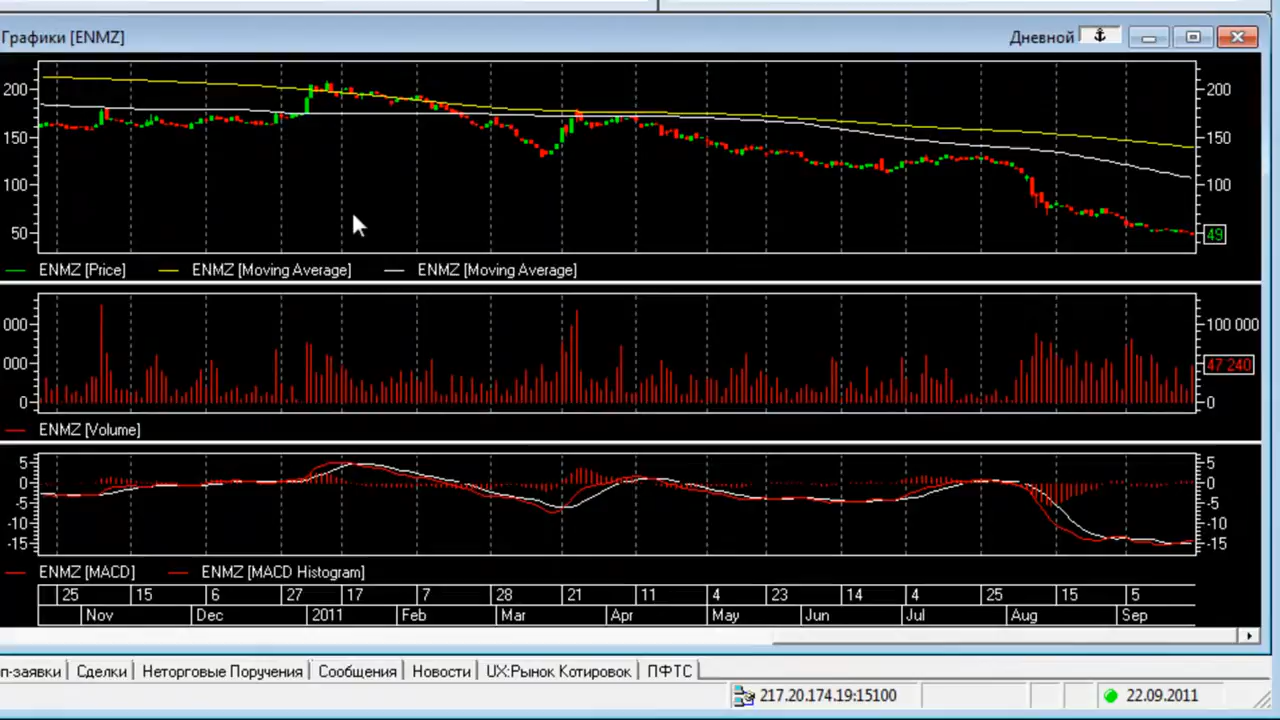 Графики [ENMZ] Дневной
200 200
150 150
100 100
50 49
ENMZ [Price] ENMZ [Moving Average] ENMZ [Moving Average]
000 100 000
000 47 240
0 0
ENMZ [Volume]
5 5
0 0
-5 -5
-10 -10
-15 -15
ENMZ [MACD] ENMZ [MACD Histogram]
25 15 6 27 17 7 28 21 11 4 23 14 4 25 15 5
Nov Dec 2011 Feb Mar Apr May Jun Jul Aug Sep
п-заявки Сделки Неторговые Поручения Сообщения Новости UX:Рынок Котировок ПФТС
217.20.174.19:15100 22.09.2011